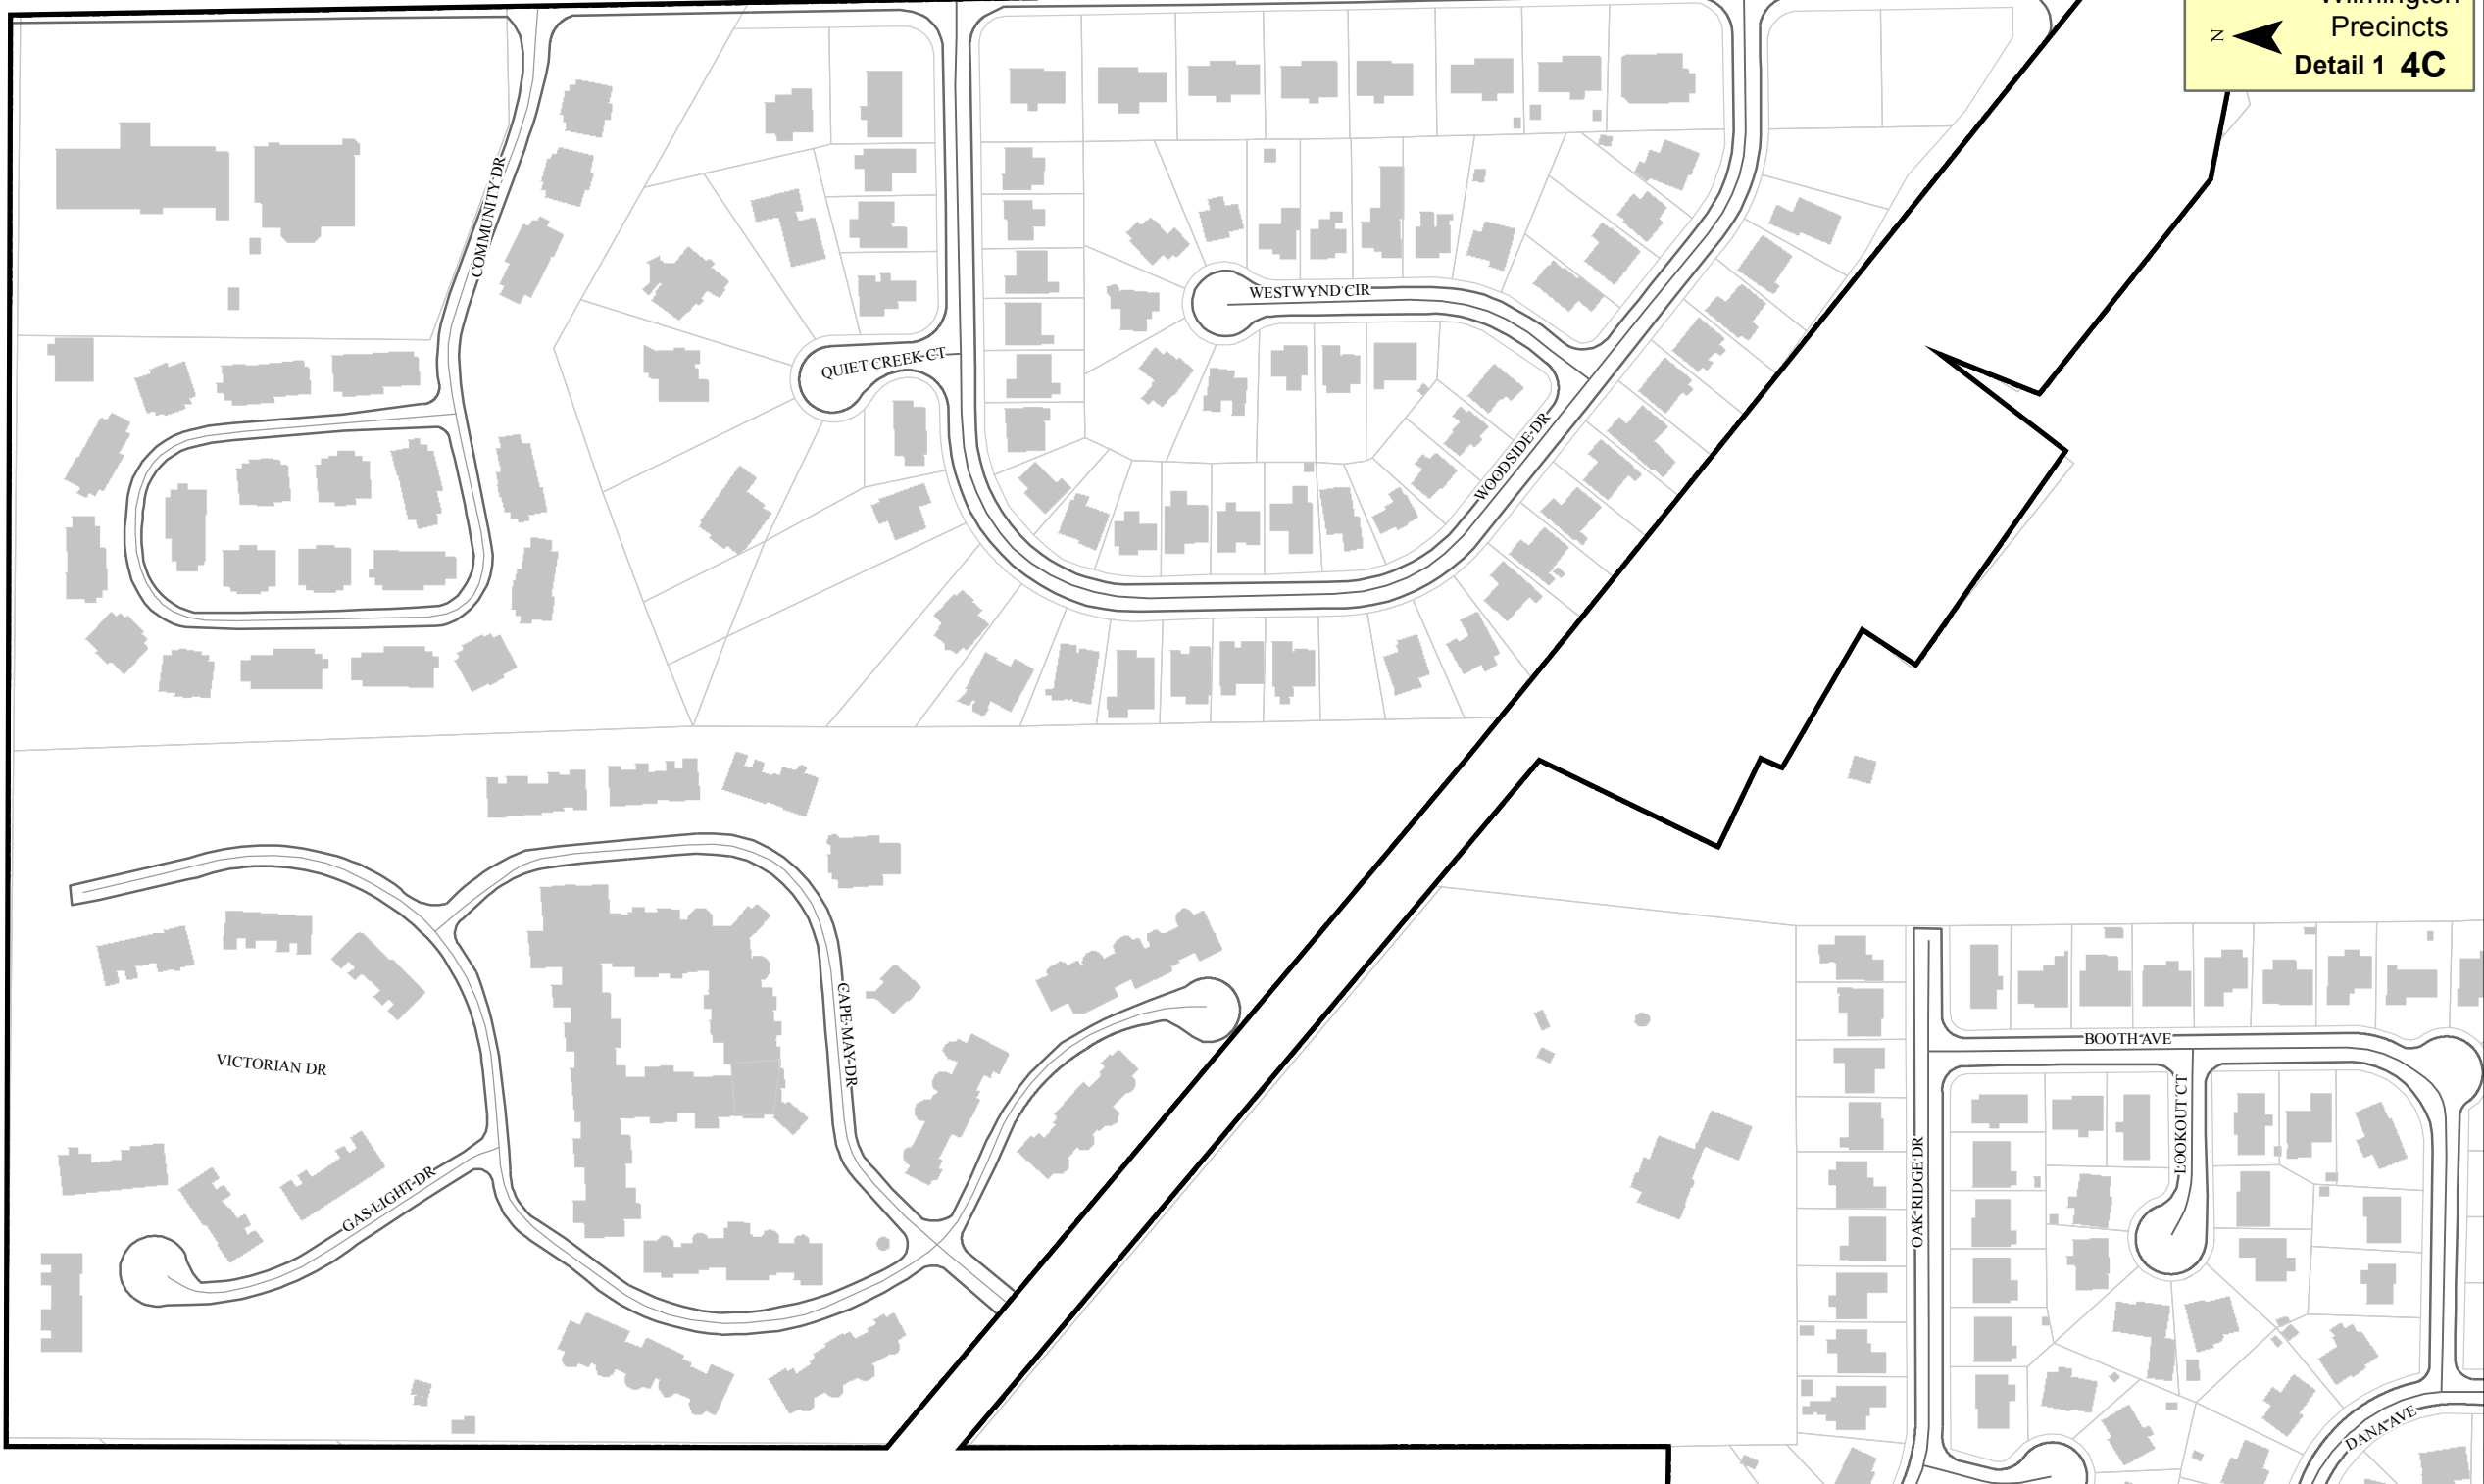 Wilmington
Precincts
N
Detail 1 4C
COMMUNITY DR
WESTWYND CIR
QUIET CREEK CT
WOODSIDE DR
CAPE MAY DR
VICTORIAN DR
GAS LIGHT DR
BOOTH AVE
LOOKOUT CT
OAK RIDGE DR
DANA AVE